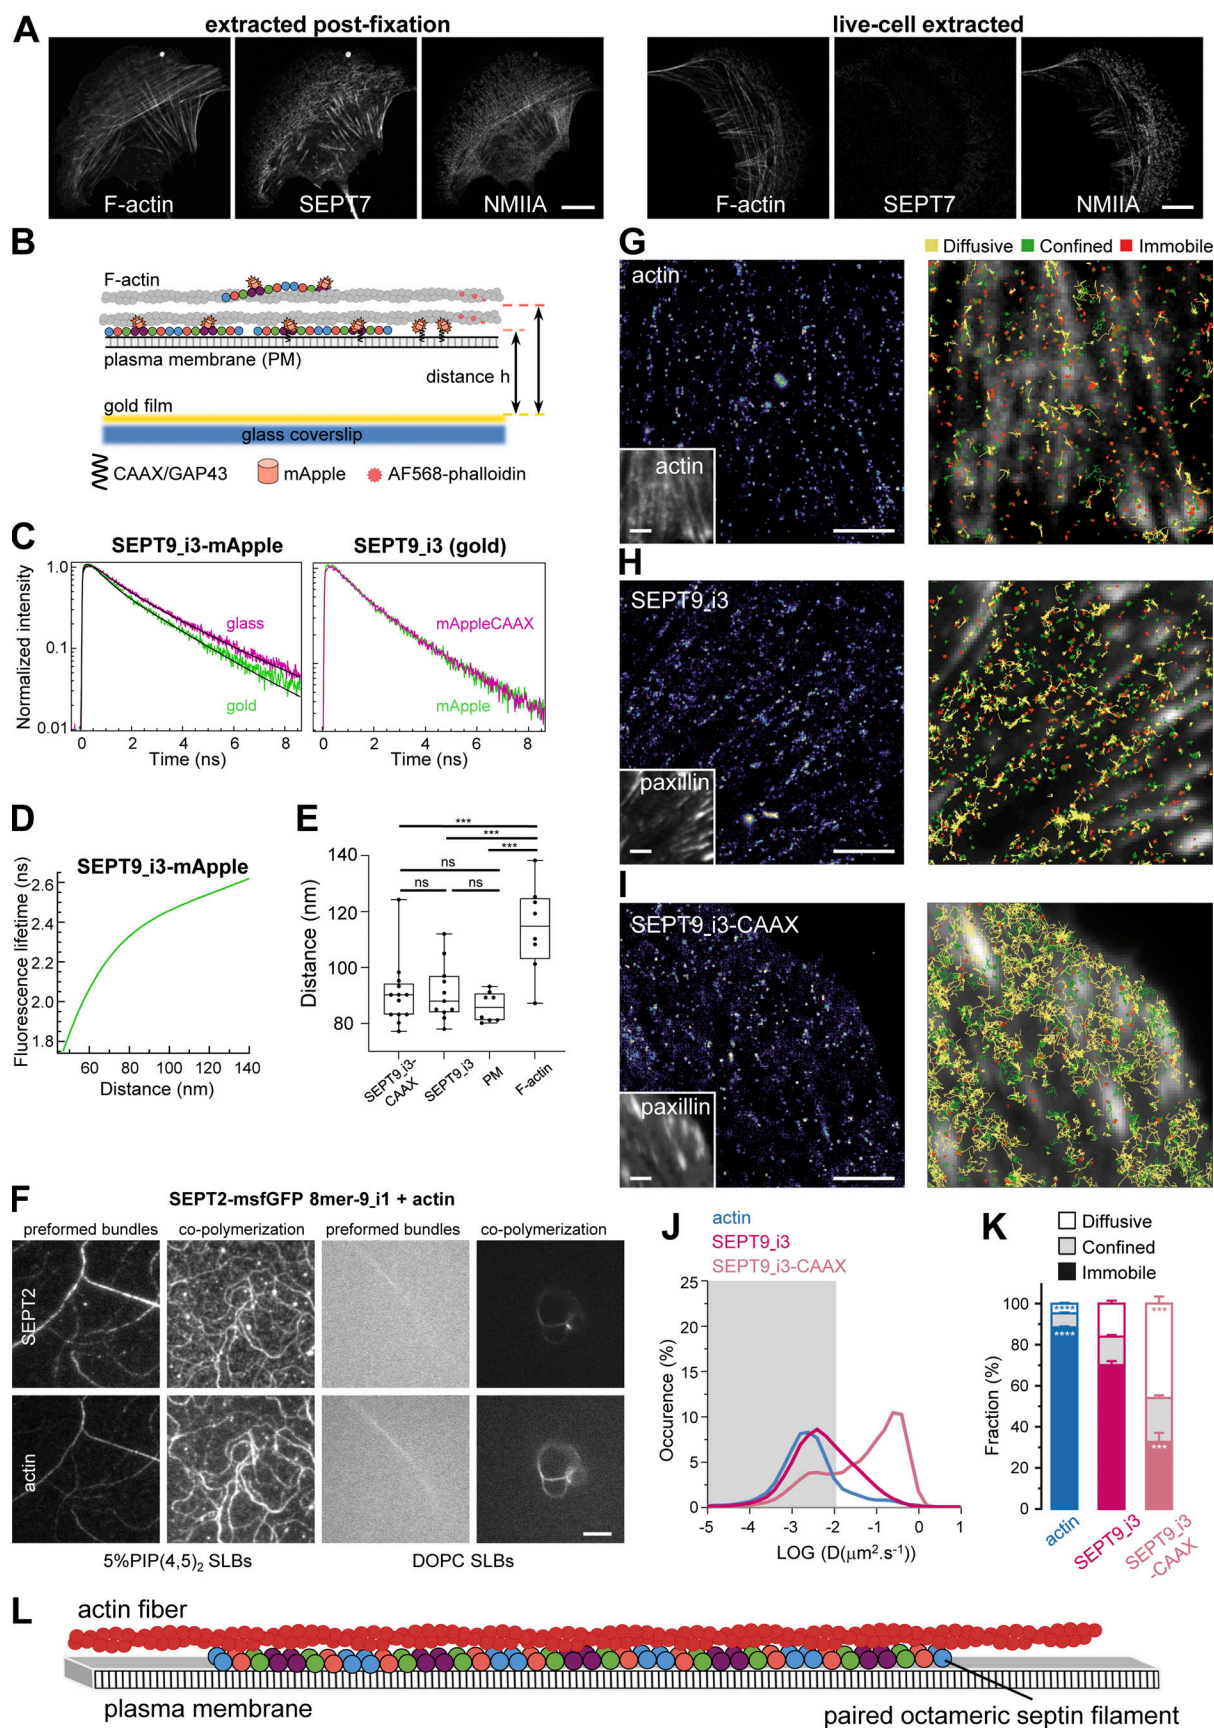 A
extracted post-fixation
live-cell extracted
F-actin
SEPT7
NMIIA
F-actin
SEPT7
NMIIA
B
F-actin
plasma membrane (PM)
distance h
gold film
glass coverslip
CAAX/GAP43
mApple
AF568-phalloidin
C
SEPT9_i3-mApple
SEPT9_i3 (gold)
Normalized intensity
1.0
0.1
0.01
glass
gold
mAppleCAAX
mApple
0 2 4 6 8
0 2 4 6 8
Time (ns)
Time (ns)
D
SEPT9_i3-mApple
Fluorescence lifetime (ns)
2.6
2.4
2.2
2.0
1.8
60 80 100 120 140
Distance (nm)
E
Distance (nm)
140
120
100
80
***
***
***
ns
ns
ns
SEPT9_i3-
CAAX
SEPT9_i3
PM
F-actin
F
SEPT2-msfGFP 8mer-9_i1 + actin
preformed bundles
co-polymerization
preformed bundles
co-polymerization
SEPT2
actin
5%PIP(4,5)2 SLBs
DOPC SLBs
G
Diffusive Confined Immobile
actin
actin
H
SEPT9_i3
paxillin
I
SEPT9_i3-CAAX
paxillin
J
actin
SEPT9_i3
SEPT9_i3-CAAX
Occurence (%)
25
20
15
10
5
0
-5 -4 -3 -2 -1 0 1
LOG (D(μm².s⁻¹))
K
Diffusive
Confined
Immobile
Fraction (%)
100
80
60
40
20
0
****
****
***
***
actin
SEPT9_i3
SEPT9_i3
-CAAX
L
actin fiber
plasma membrane
paired octameric septin filament